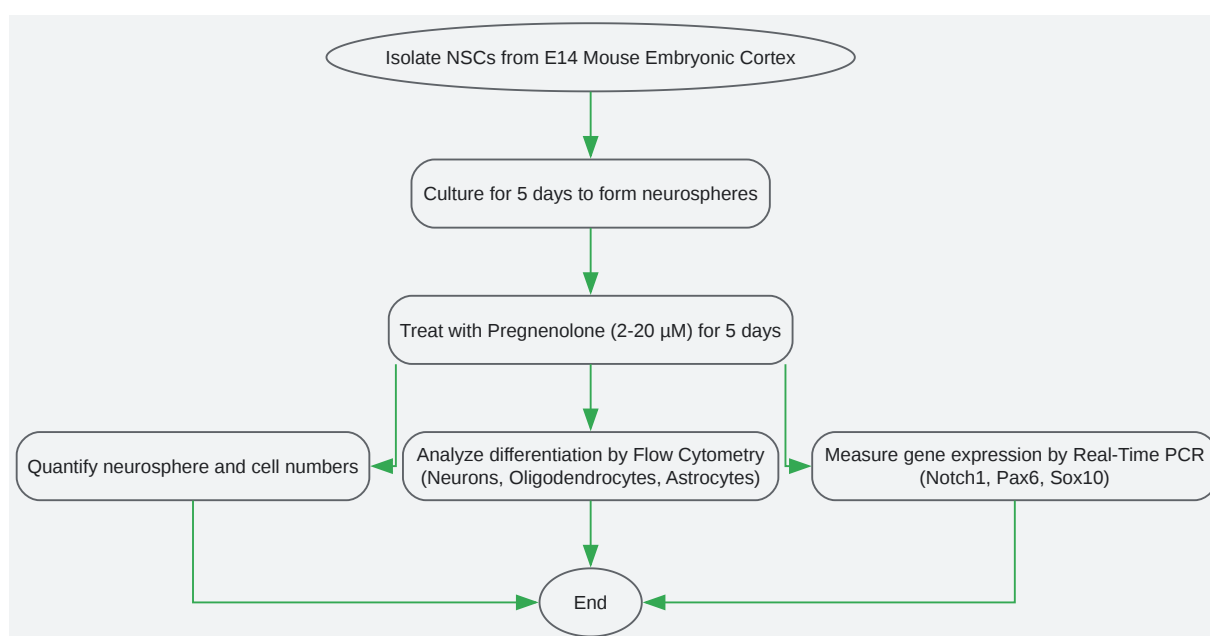 Isolate NSCs from E14 Mouse Embryonic Cortex
Culture for 5 days to form neurospheres
Treat with Pregnenolone (2-20 µM) for 5 days
Quantify neurosphere and cell numbers
Analyze differentiation by Flow Cytometry
(Neurons, Oligodendrocytes, Astrocytes)
Measure gene expression by Real-Time PCR
(Notch1, Pax6, Sox10)
End